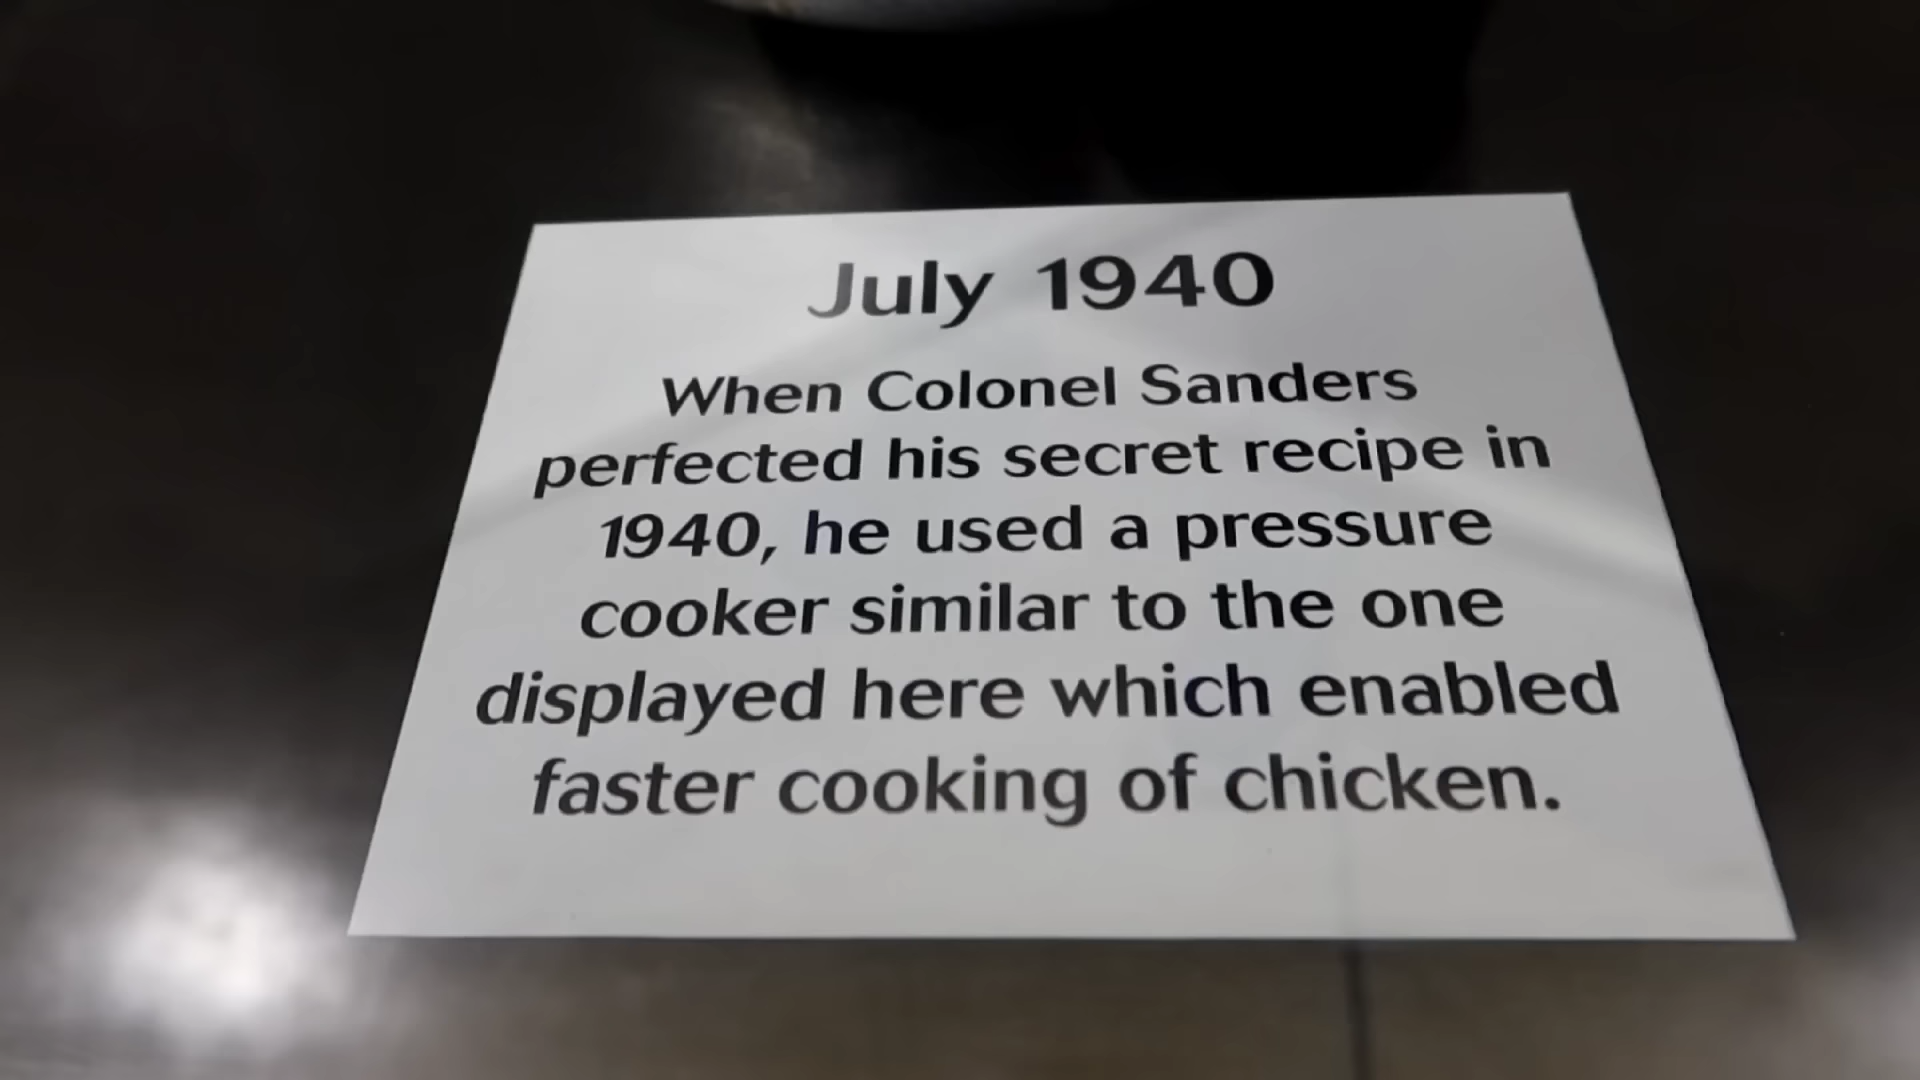 July 1940
When Colonel Sanders
perfected his secret recipe in
1940, he used a pressure
cooker similar to the one
displayed here which enabled
faster cooking of chicken.